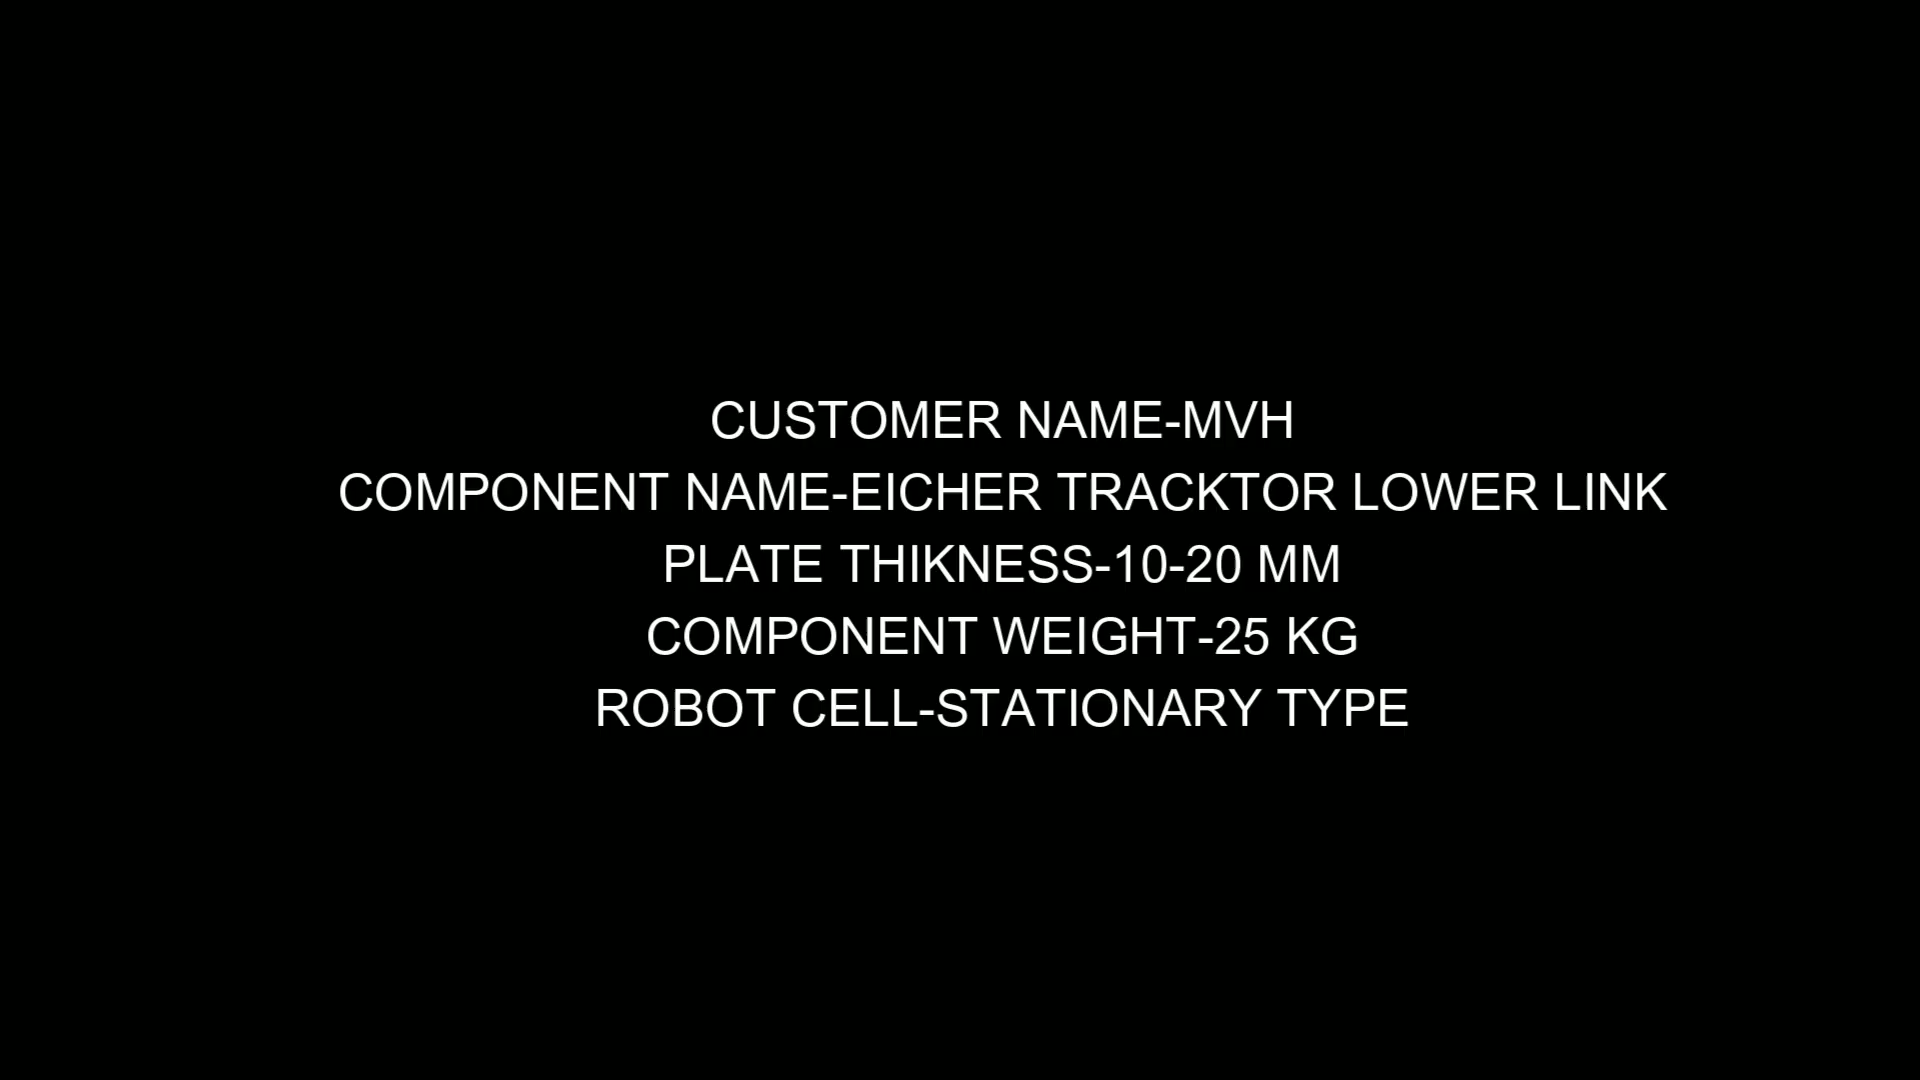 CUSTOMER NAME-MVH
COMPONENT NAME-EICHER TRACKTOR LOWER LINK
PLATE THIKNESS-10-20 MM
COMPONENT WEIGHT-25 KG
ROBOT CELL-STATIONARY TYPE